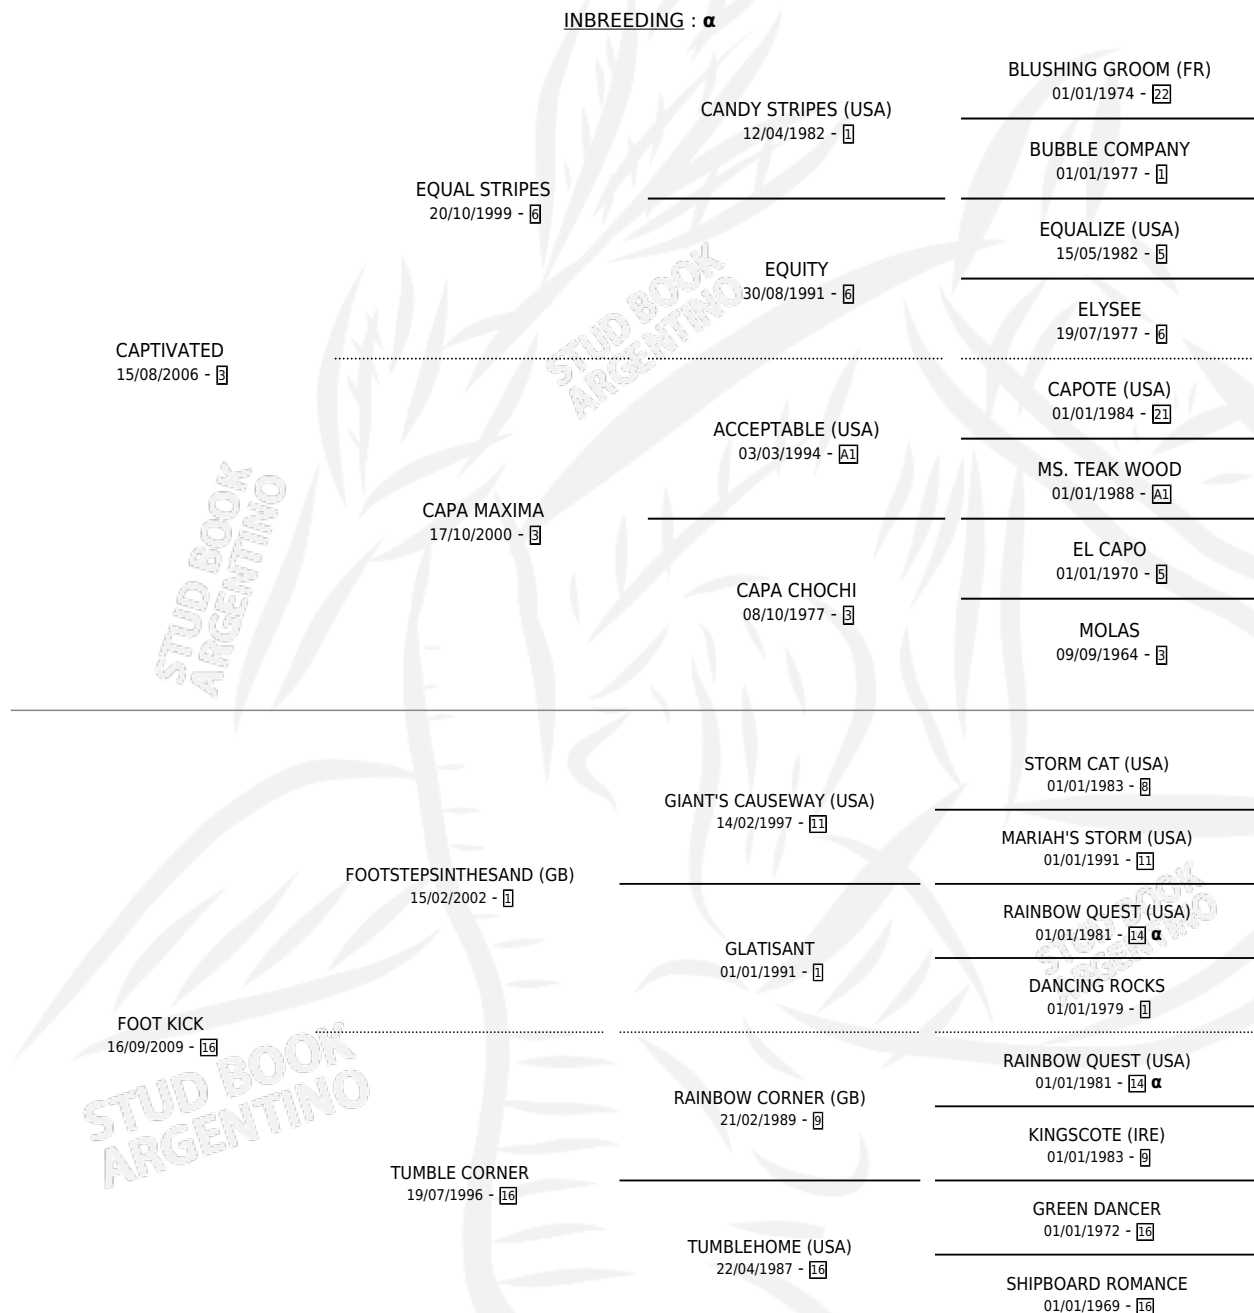 INBREEDING : α
BLUSHING GROOM (FR)
01/01/1974 - 22
CANDY STRIPES (USA)
12/04/1982 - 1
BUBBLE COMPANY
01/01/1977 - 1
EQUAL STRIPES
20/10/1999 - 6
EQUALIZE (USA)
15/05/1982 - 5
EQUITY
30/08/1991 - 6
ELYSEE
19/07/1977 - 6
CAPTIVATED
15/08/2006 - 3
CAPOTE (USA)
01/01/1984 - 21
ACCEPTABLE (USA)
03/03/1994 - A1
MS. TEAK WOOD
01/01/1988 - A1
CAPA MAXIMA
17/10/2000 - 3
EL CAPO
01/01/1970 - 5
CAPA CHOCHI
08/10/1977 - 3
MOLAS
09/09/1964 - 3
STORM CAT (USA)
01/01/1983 - 8
GIANT'S CAUSEWAY (USA)
14/02/1997 - 11
MARIAH'S STORM (USA)
01/01/1991 - 11
FOOTSTEPSINTHESAND (GB)
15/02/2002 - 1
RAINBOW QUEST (USA)
01/01/1981 - 14 α
GLATISANT
01/01/1991 - 1
DANCING ROCKS
01/01/1979 - 1
FOOT KICK
16/09/2009 - 16
RAINBOW QUEST (USA)
01/01/1981 - 14 α
RAINBOW CORNER (GB)
21/02/1989 - 9
KINGSCOTE (IRE)
01/01/1983 - 9
TUMBLE CORNER
19/07/1996 - 16
GREEN DANCER
01/01/1972 - 16
TUMBLEHOME (USA)
22/04/1987 - 16
SHIPBOARD ROMANCE
01/01/1969 - 16
STUD BOOK
ARGENTINO
STUD BOOK
ARGENTINO
STUD BOOK
ARGENTINO
STUD BOOK
ARGENTINO